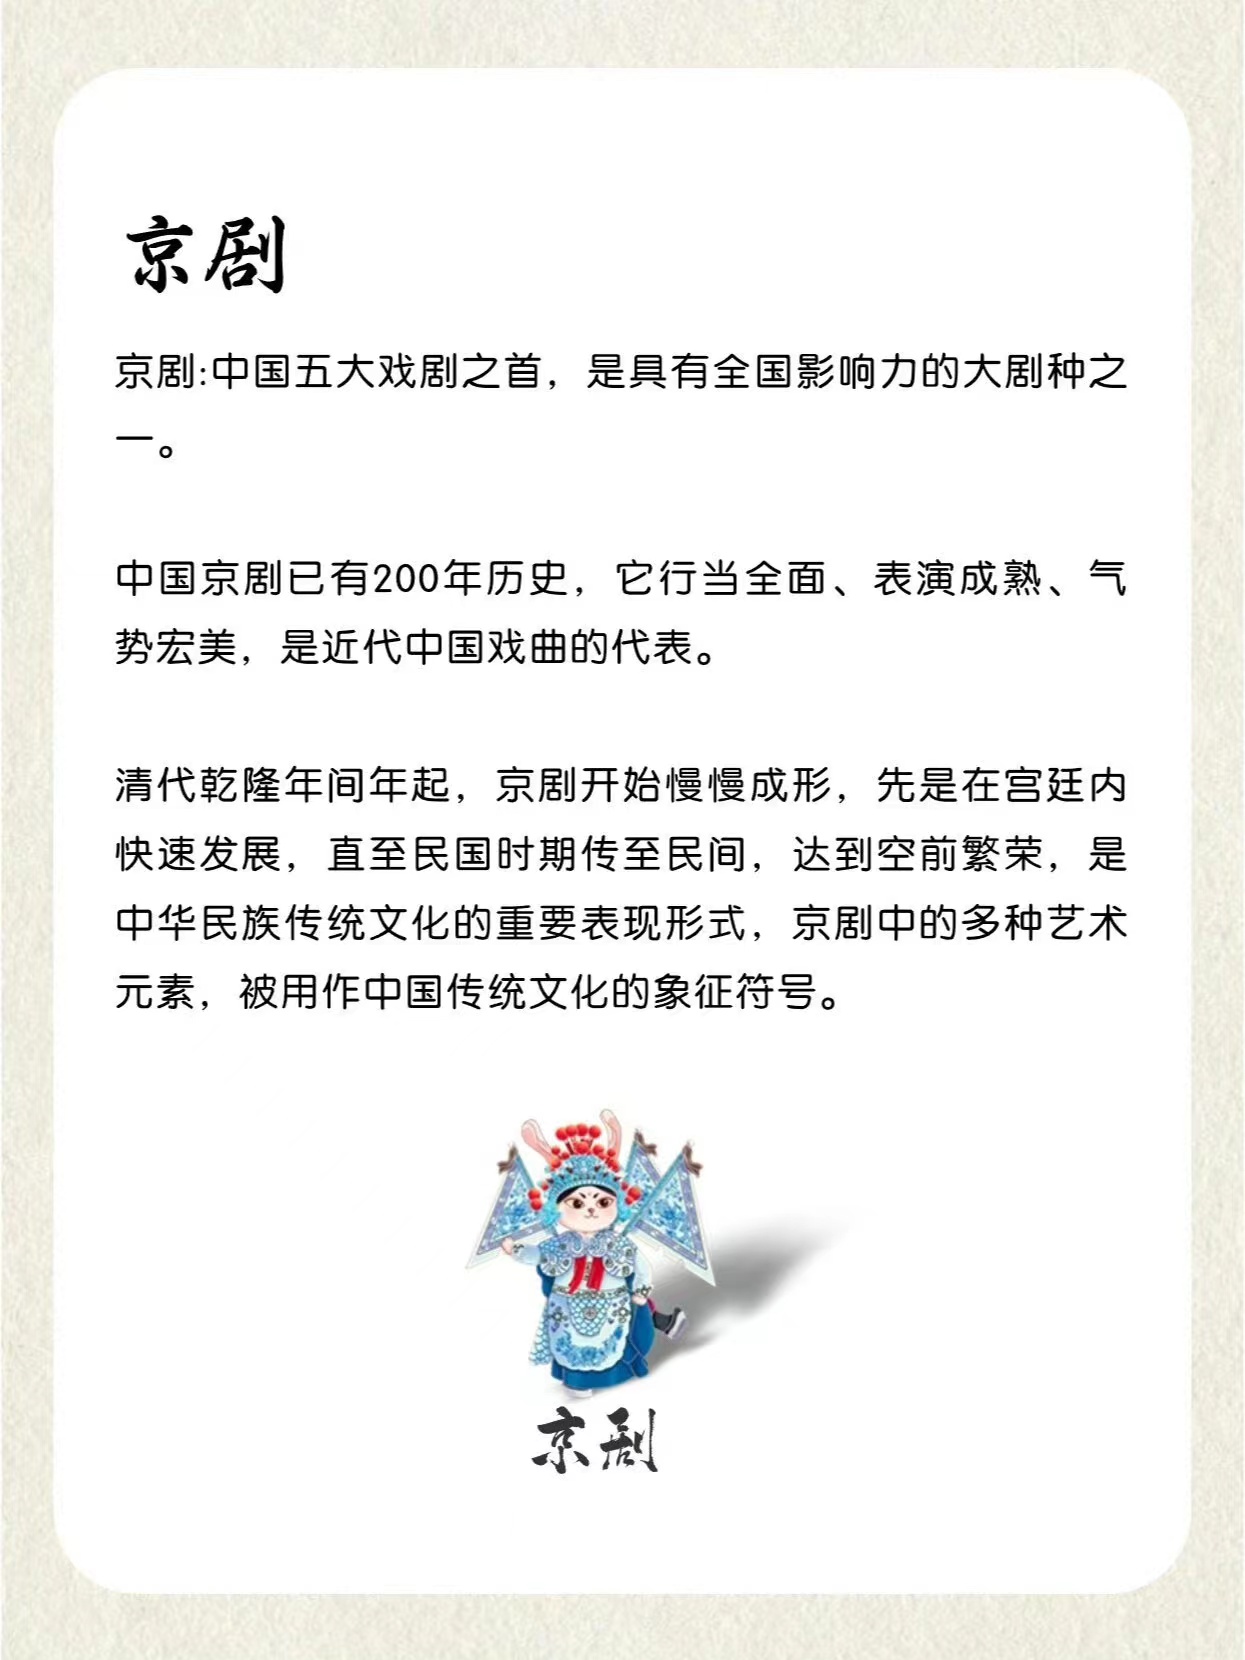 京剧
京剧:中国五大戏剧之首，是具有全国影响力的大剧种之
一。
中国京剧已有200年历史，它行当全面、表演成熟、气
势宏美，是近代中国戏曲的代表。
清代乾隆年间年起，京剧开始慢慢成形，先是在宫廷内
快速发展，直至民国时期传至民间，达到空前繁荣，是
中华民族传统文化的重要表现形式，京剧中的多种艺术
元素，被用作中国传统文化的象征符号。
京剧